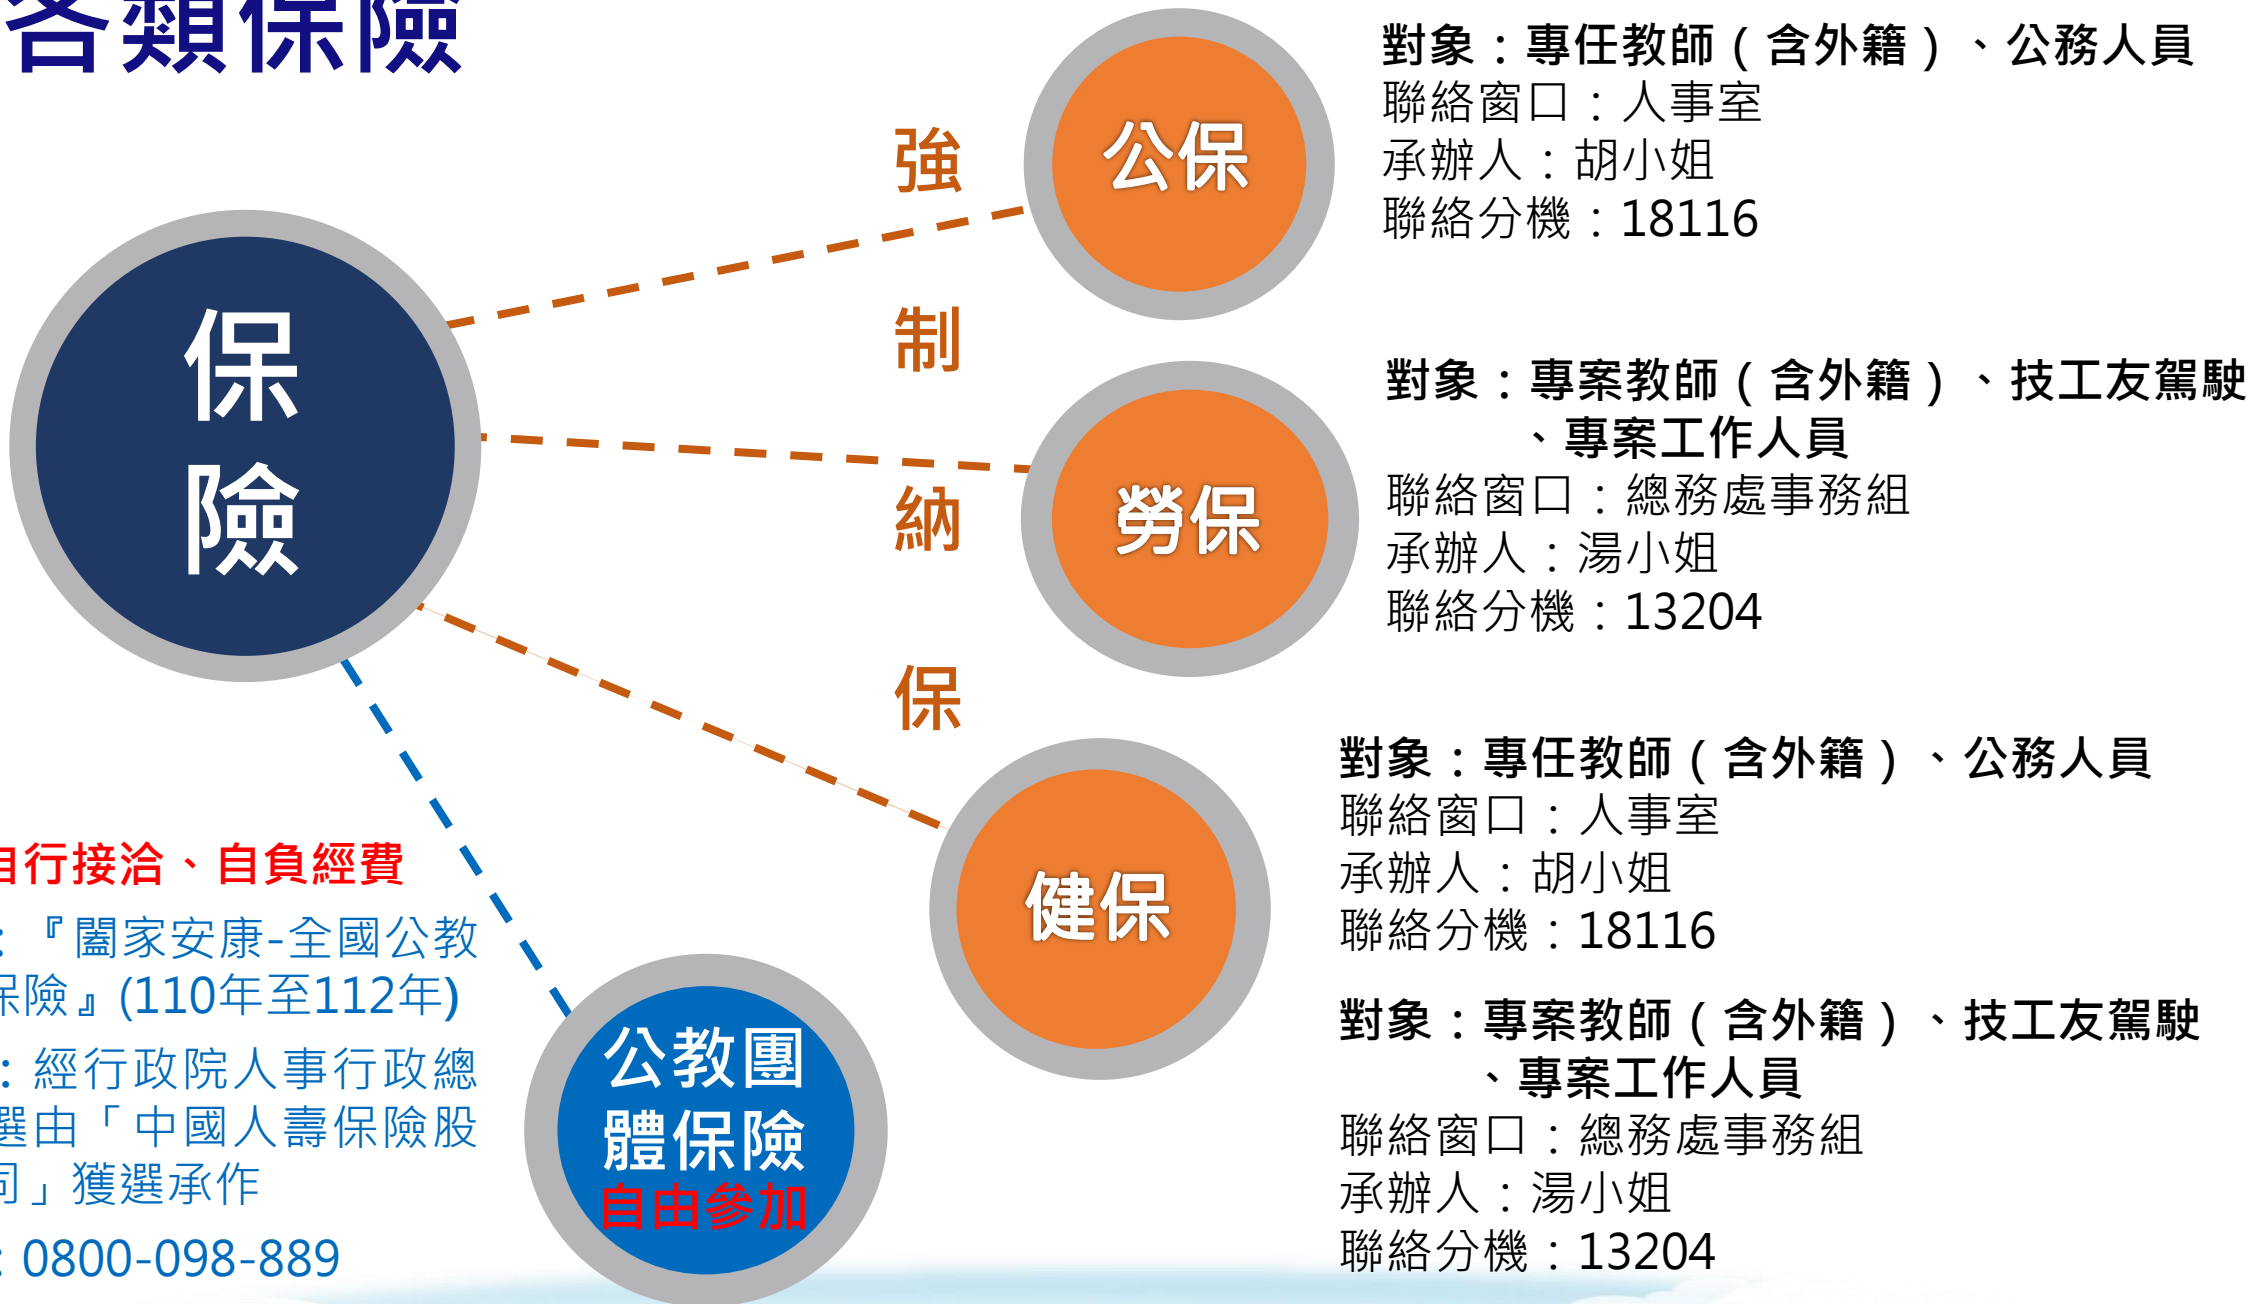 各類保險
保
險
強
制
納
保
公保
對象：專任教師（含外籍）、公務人員
聯絡窗口：人事室
承辦人：胡小姐
聯絡分機：18116
勞保
對象：專案教師（含外籍）、技工友駕駛
、專案工作人員
聯絡窗口：總務處事務組
承辦人：湯小姐
聯絡分機：13204
健保
對象：專任教師（含外籍）、公務人員
聯絡窗口：人事室
承辦人：胡小姐
聯絡分機：18116
對象：專案教師（含外籍）、技工友駕駛
、專案工作人員
聯絡窗口：總務處事務組
承辦人：湯小姐
聯絡分機：13204
公教團
體保險
自由參加
自行接洽、自負經費
：『闔家安康-全國公教
保險』(110年至112年)
：經行政院人事行政總
選由「中國人壽保險股
司」獲選承作
：0800-098-889